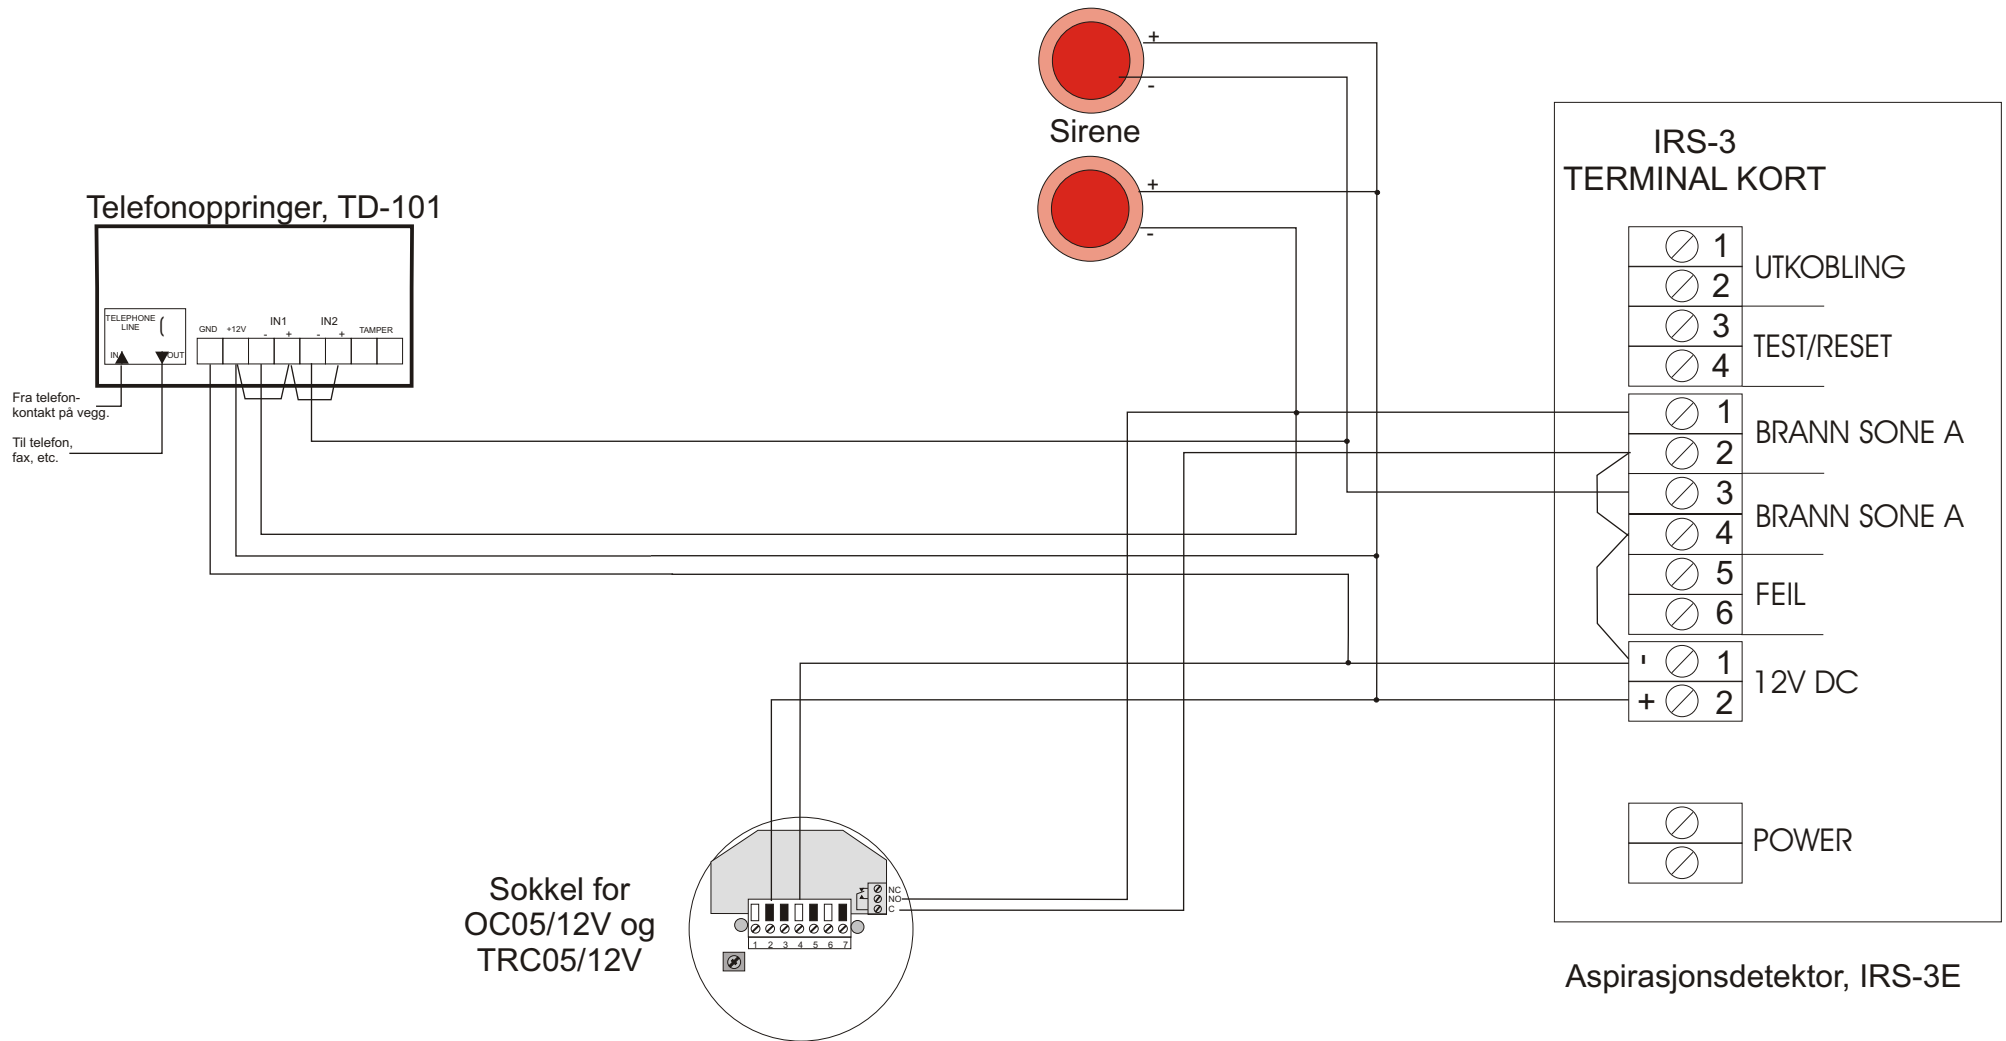 +
-
Sirene
+
-
Telefonoppringer, TD-101
TELEPHONE
LINE
(
IN
OUT
GND +12V IN1 IN2 TAMPER
- + - +
Fra telefon-
kontakt på vegg.
Til telefon,
fax, etc.
IRS-3
TERMINAL KORT
1
UTKOBLING
2
3
TEST/RESET
4
1
BRANN SONE A
2
3
BRANN SONE A
4
5
FEIL
6
- 1
12V DC
+ 2
POWER
Sokkel for
OC05/12V og
TRC05/12V
NC
NO
C
1 2 3 4 5 6 7
Aspirasjonsdetektor, IRS-3E